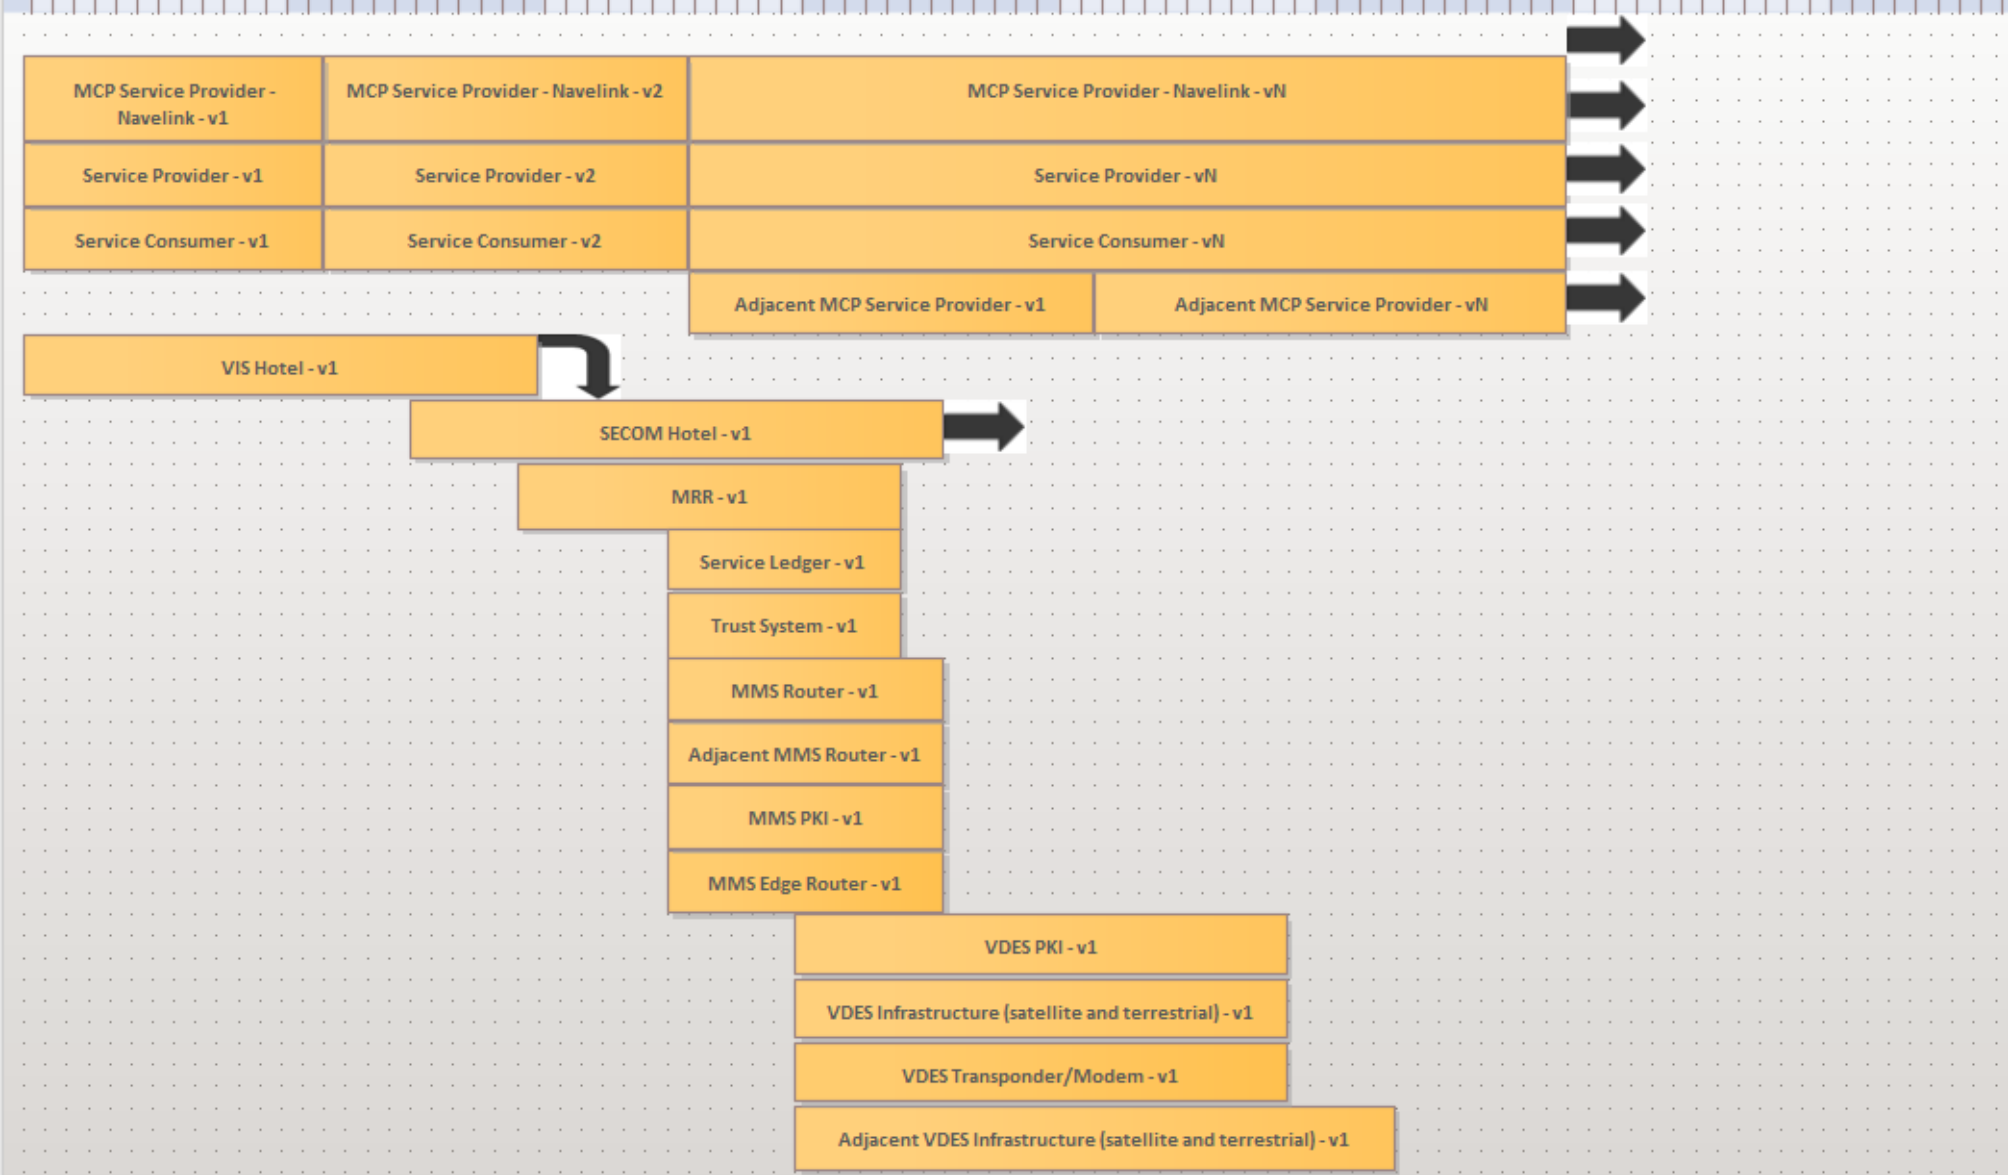 MCP Service Provider -
Navelink - v1
MCP Service Provider - Navelink - v2
MCP Service Provider - Navelink - vN
Service Provider - v1
Service Provider - v2
Service Provider - vN
Service Consumer - v1
Service Consumer - v2
Service Consumer - vN
Adjacent MCP Service Provider - v1
Adjacent MCP Service Provider - vN
VIS Hotel - v1
SECOM Hotel - v1
MRR - v1
Service Ledger - v1
Trust System - v1
MMS Router - v1
Adjacent MMS Router - v1
MMS PKI - v1
MMS Edge Router - v1
VDES PKI - v1
VDES Infrastructure (satellite and terrestrial) - v1
VDES Transponder/Modem - v1
Adjacent VDES Infrastructure (satellite and terrestrial) - v1